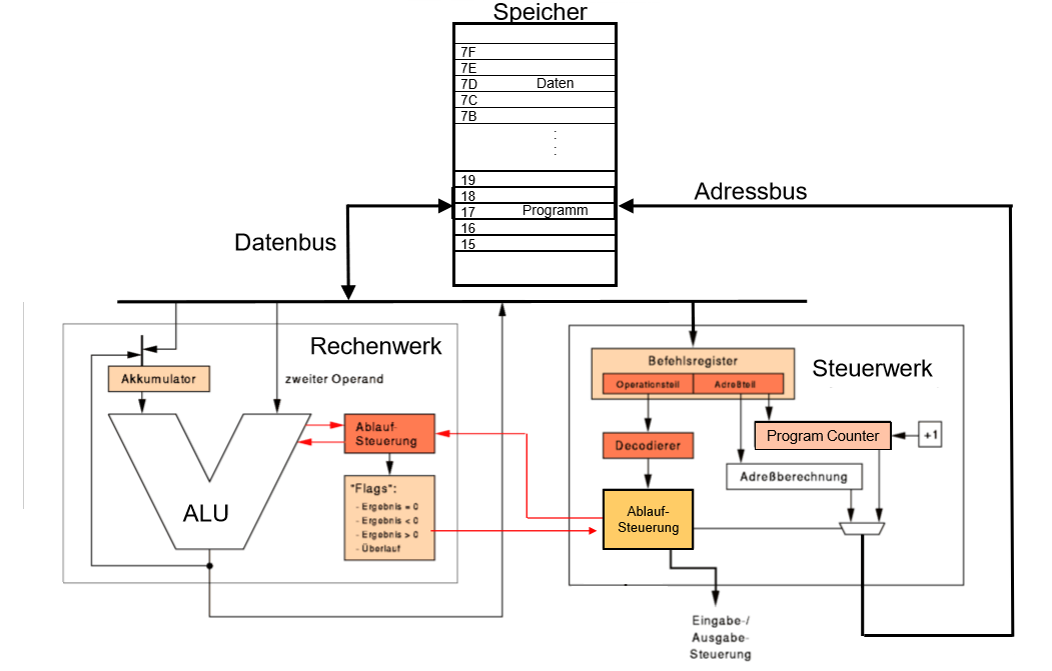 Speicher
7F
7E
7D
Daten
7C
7B
19
18
17
Programm
16
15
Adressbus
Datenbus
Rechenwerk
Akkumulator
zweiter Operand
Ablauf-
Steuerung
"Flags":
- Ergebnis = 0
- Ergebnis < 0
- Ergebnis > 0
- Überlauf
ALU
Steuerwerk
Befehlsregister
Operationsteil
Adreßteil
Decodierer
Program Counter
+1
Adreßberechnung
Ablauf-
Steuerung
Eingabe-/
Ausgabe-
Steuerung